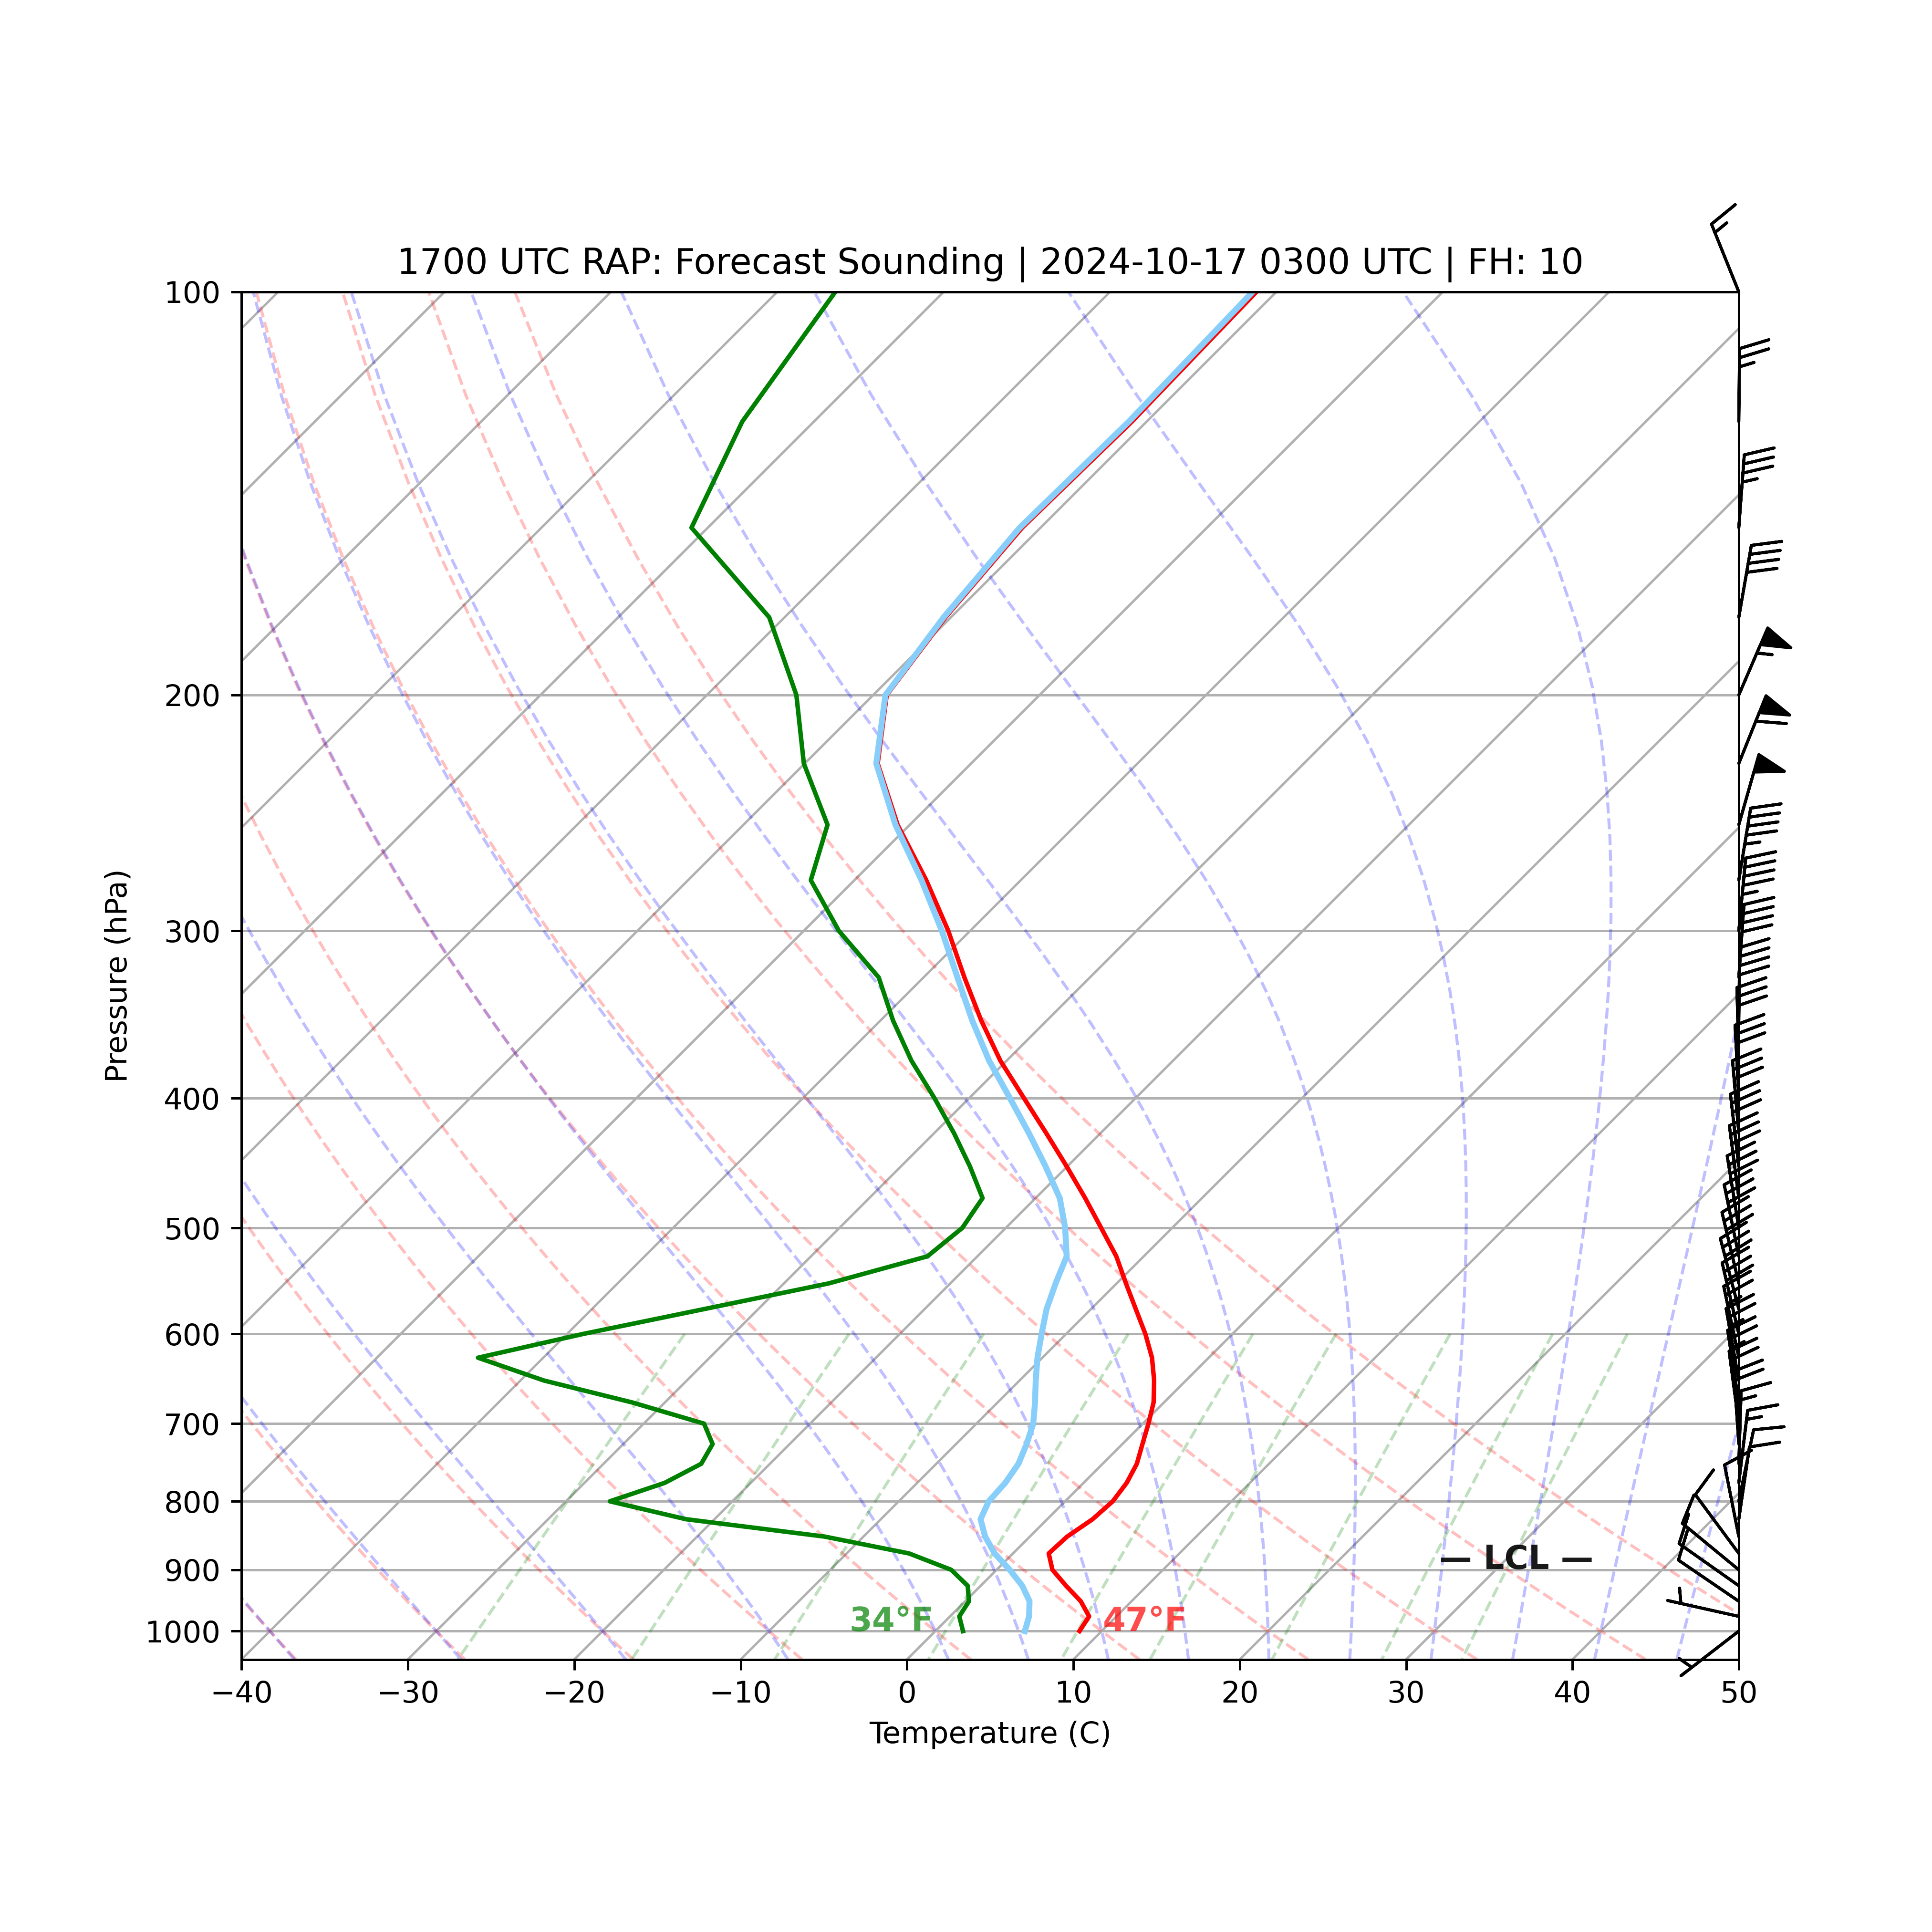 1700 UTC RAP: Forecast Sounding | 2024-10-17 0300 UTC | FH: 10
100
200
300
400
500
600
700
800
900
1000
Pressure (hPa)
— LCL —
34°F
47°F
−40 −30 −20 −10 0 10 20 30 40 50
Temperature (C)